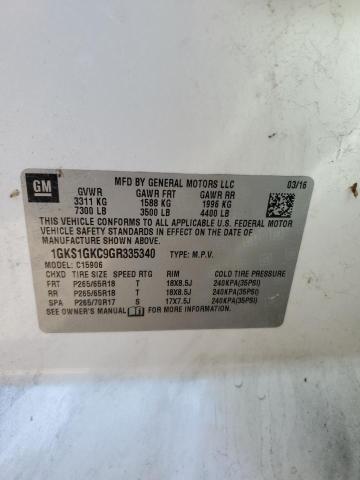 GM
MFD BY GENERAL MOTORS LLC 03/16
GVWR GAWR FRT GAWR RR
3311 KG 1588 KG 1996 KG
7300 LB 3500 LB 4400 LB
THIS VEHICLE CONFORMS TO ALL APPLICABLE U.S. FEDERAL MOTOR
VEHICLE SAFETY STANDARDS IN EFFECT ON THE DATE OF
MANUFACTURE SHOWN ABOVE.
1GKS1GKC9GR335340 TYPE: M.P.V.
MODEL: C15906
CHXD TIRE SIZE SPEED RTG RIM COLD TIRE PRESSURE
FRT P265/65R18 T 18X8.5J 240KPA(35PSI)
RR P265/65R18 T 18X8.5J 240KPA(35PSI)
SPA P265/70R17 T 17X7.5J 240KPA(35PSI)
SEE OWNER'S MANUAL FOR MORE INFORMATION